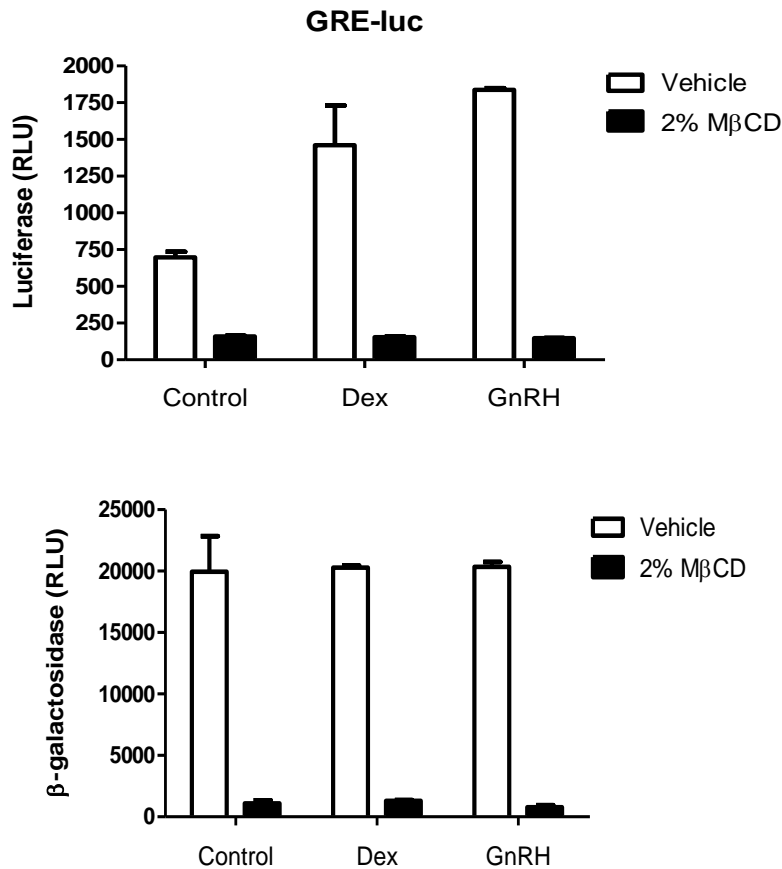 GRE-luc
Luciferase (RLU)
2000
1750
1500
1250
1000
750
500
250
0
Control Dex GnRH
Vehicle
2% MβCD
β-galactosidase (RLU)
25000
20000
15000
10000
5000
0
Control Dex GnRH
Vehicle
2% MβCD